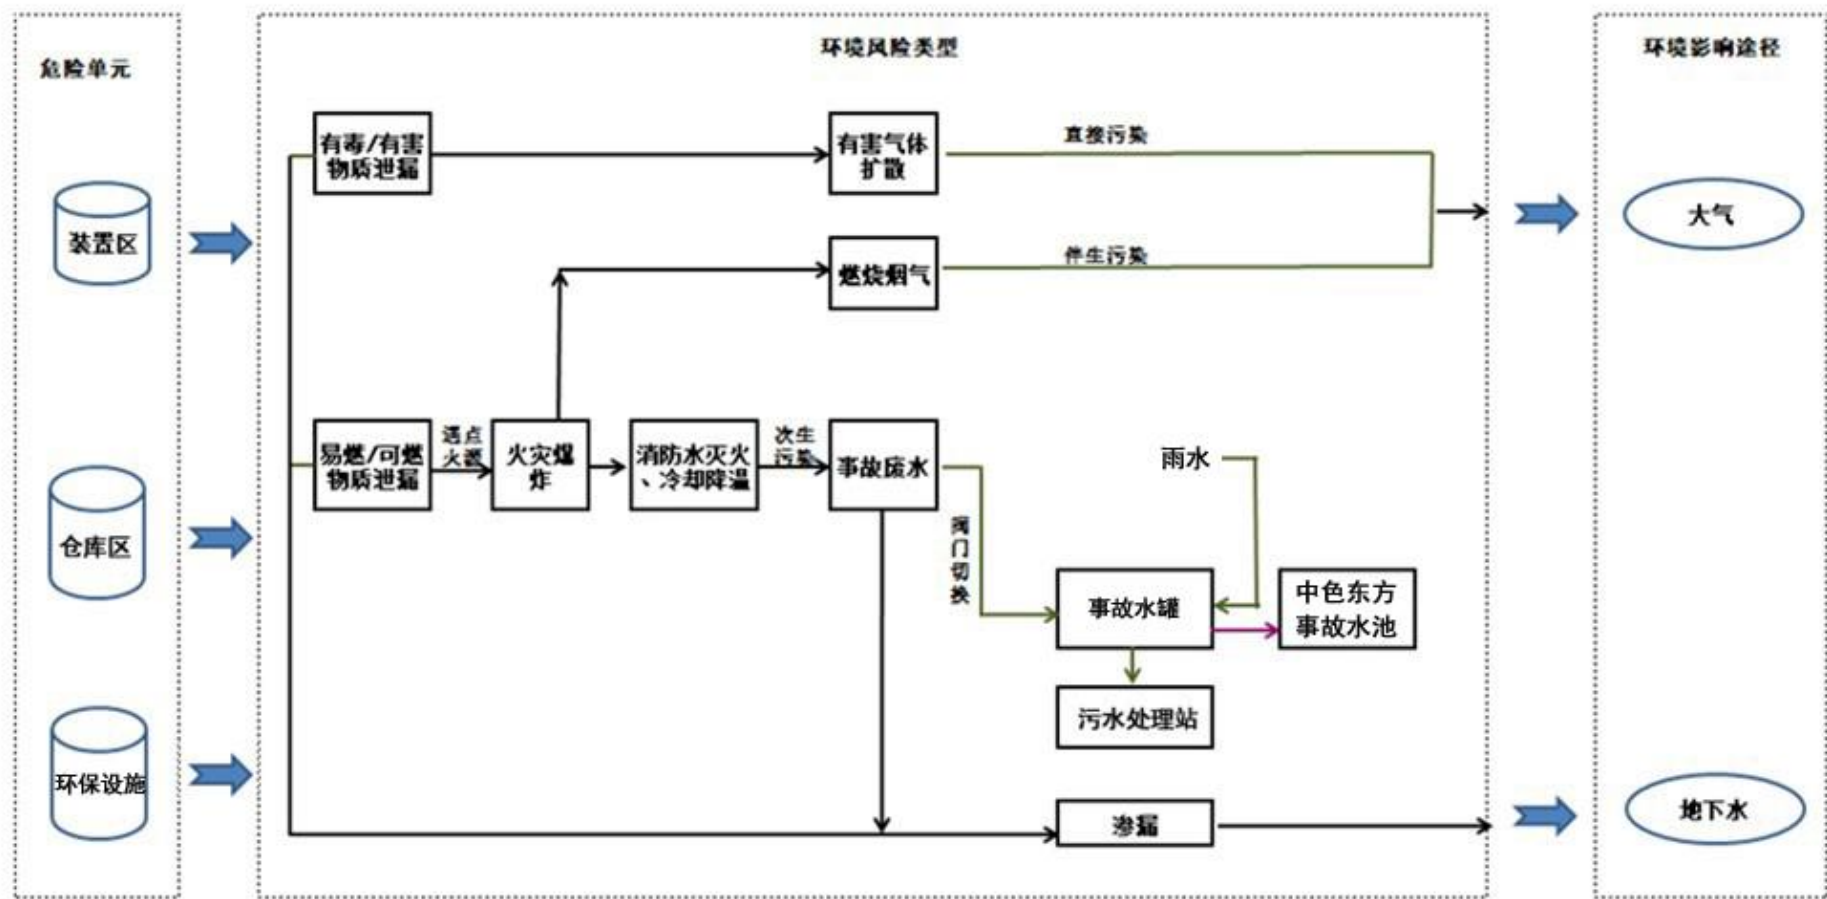 危险单元
环境风险类型
环境影响途径
有毒/有害
物质泄漏
有害气体
扩散
直接污染
装置区
大气
燃烧烟气
伴生污染
易燃/可燃
物质泄漏
遇点
火源
火灾爆
炸
消防水灭火
、冷却降温
次生
污染
事故废水
雨水
仓库区
阀门切换
事故水罐
中色东方
事故水池
污水处理站
环保设施
渗漏
地下水